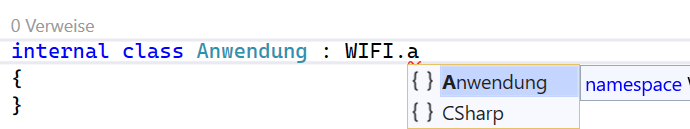 0 Verweise
internal class Anwendung : WIFI.a
{
{ } Anwendung namespace
}
{ } CSharp